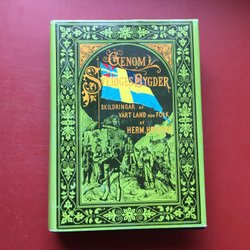 GENOM
SVERIGES BYGDER
SKILDRINGAR AF
VÅRT LAND OCH FOLK
AF
HERM. HOFBERG